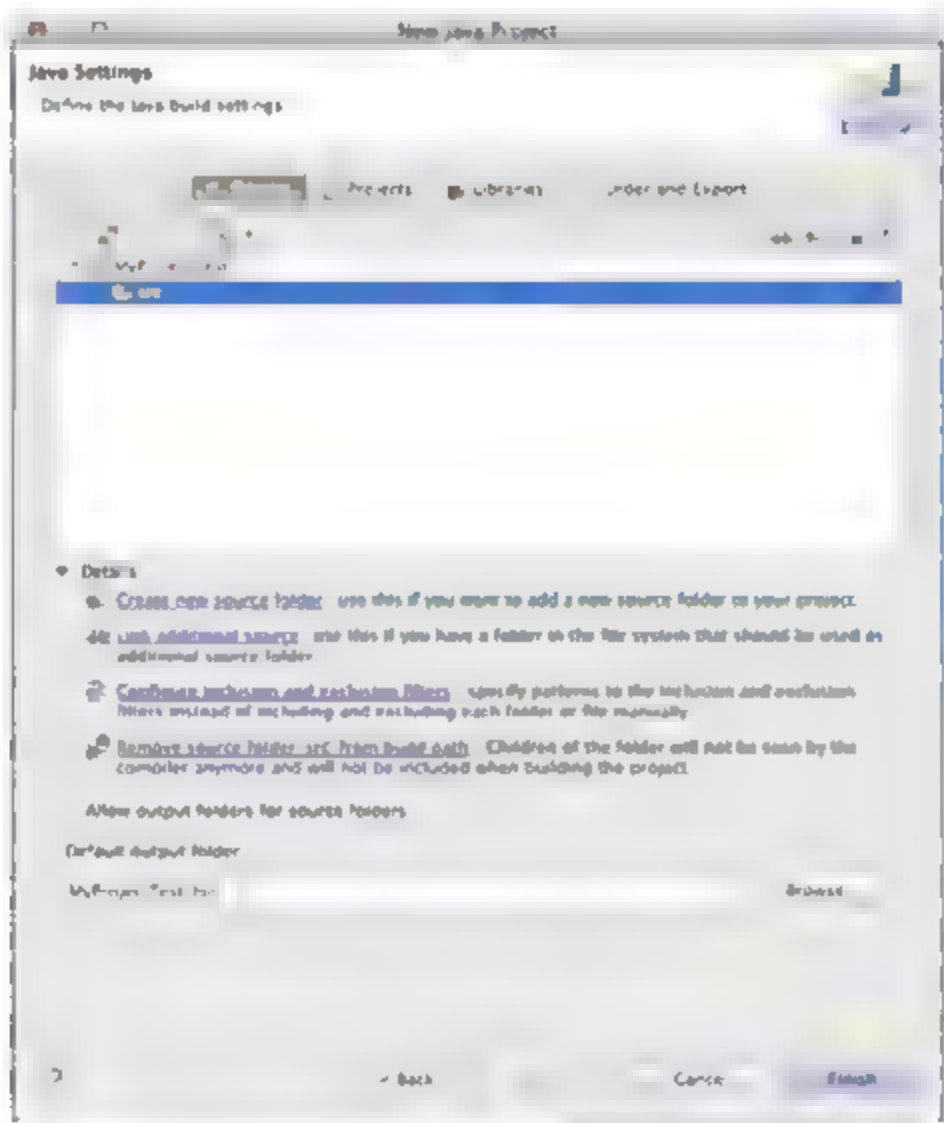 New Java Project
Java Settings
Define the Java build settings
Projects
Libraries
Order and Export
src
Details
Create new source folder use this if you want to add a new source folder to your project
Link additional source use this if you have a folder in the file system that should be used as
additional source folder
Configure inclusion and exclusion filters specify patterns to the inclusion and exclusion
filters instead of including and excluding each folder or file manually
Remove source folder src from build path Children of the folder will not be seen by the
compiler anymore and will not be included when building the project
Allow output folders for source folders
Default output folder
Browse
< Back
Cancel
Finish